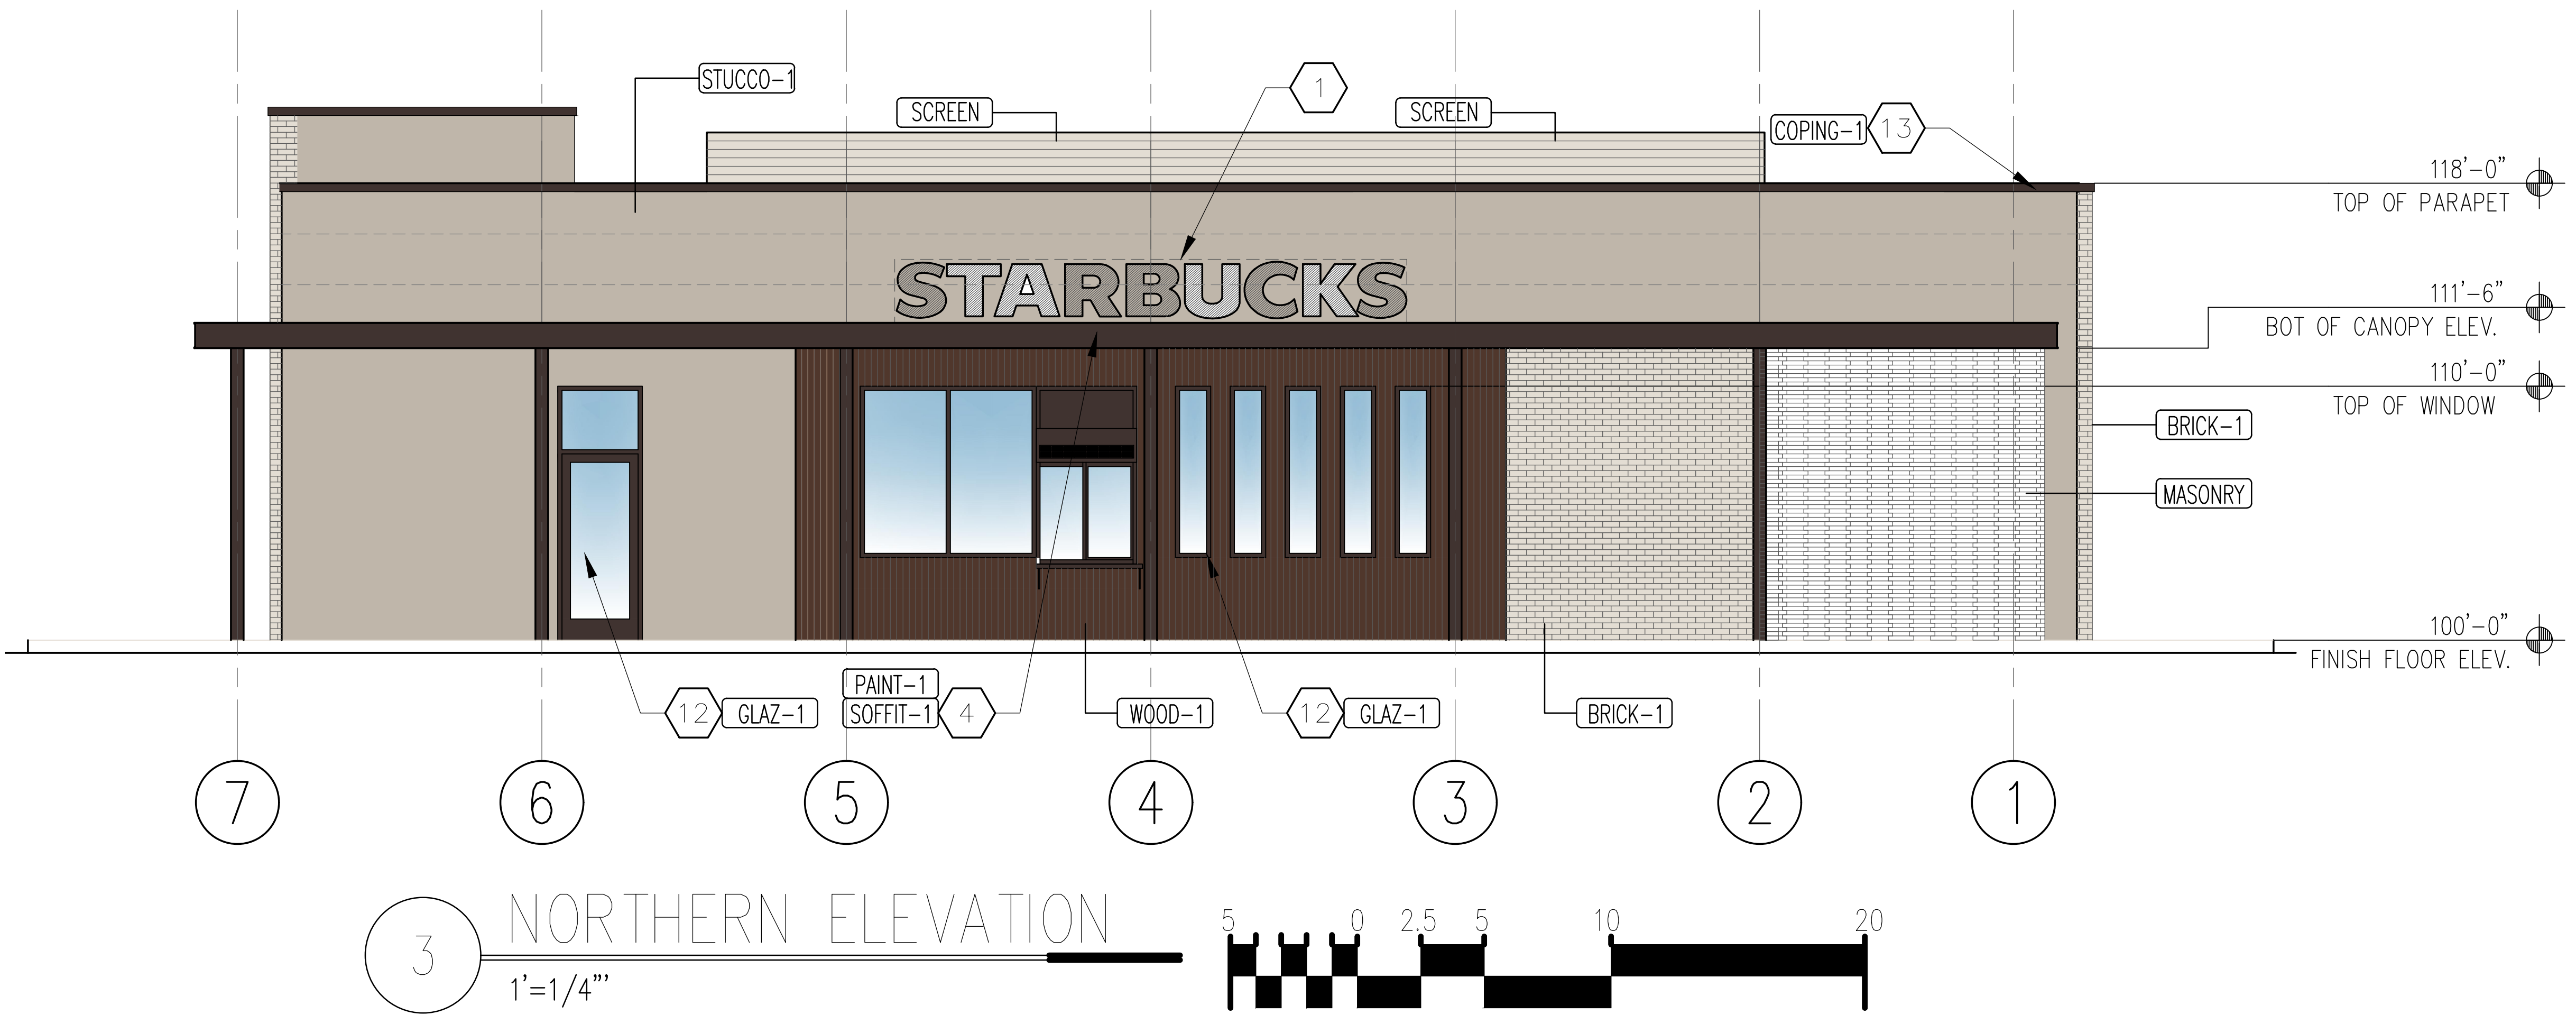 STUCCO-1
SCREEN
1
SCREEN
COPING-1 13
118'-0"
TOP OF PARAPET
STARBUCKS
111'-6"
BOT OF CANOPY ELEV.
110'-0"
TOP OF WINDOW
BRICK-1
MASONRY
100'-0"
FINISH FLOOR ELEV.
PAINT-1
12 GLAZ-1
SOFFIT-1 4
WOOD-1
12 GLAZ-1
BRICK-1
7 6 5 4 3 2 1
3 NORTHERN ELEVATION
1'=1/4"'
5 0 2.5 5 10 20